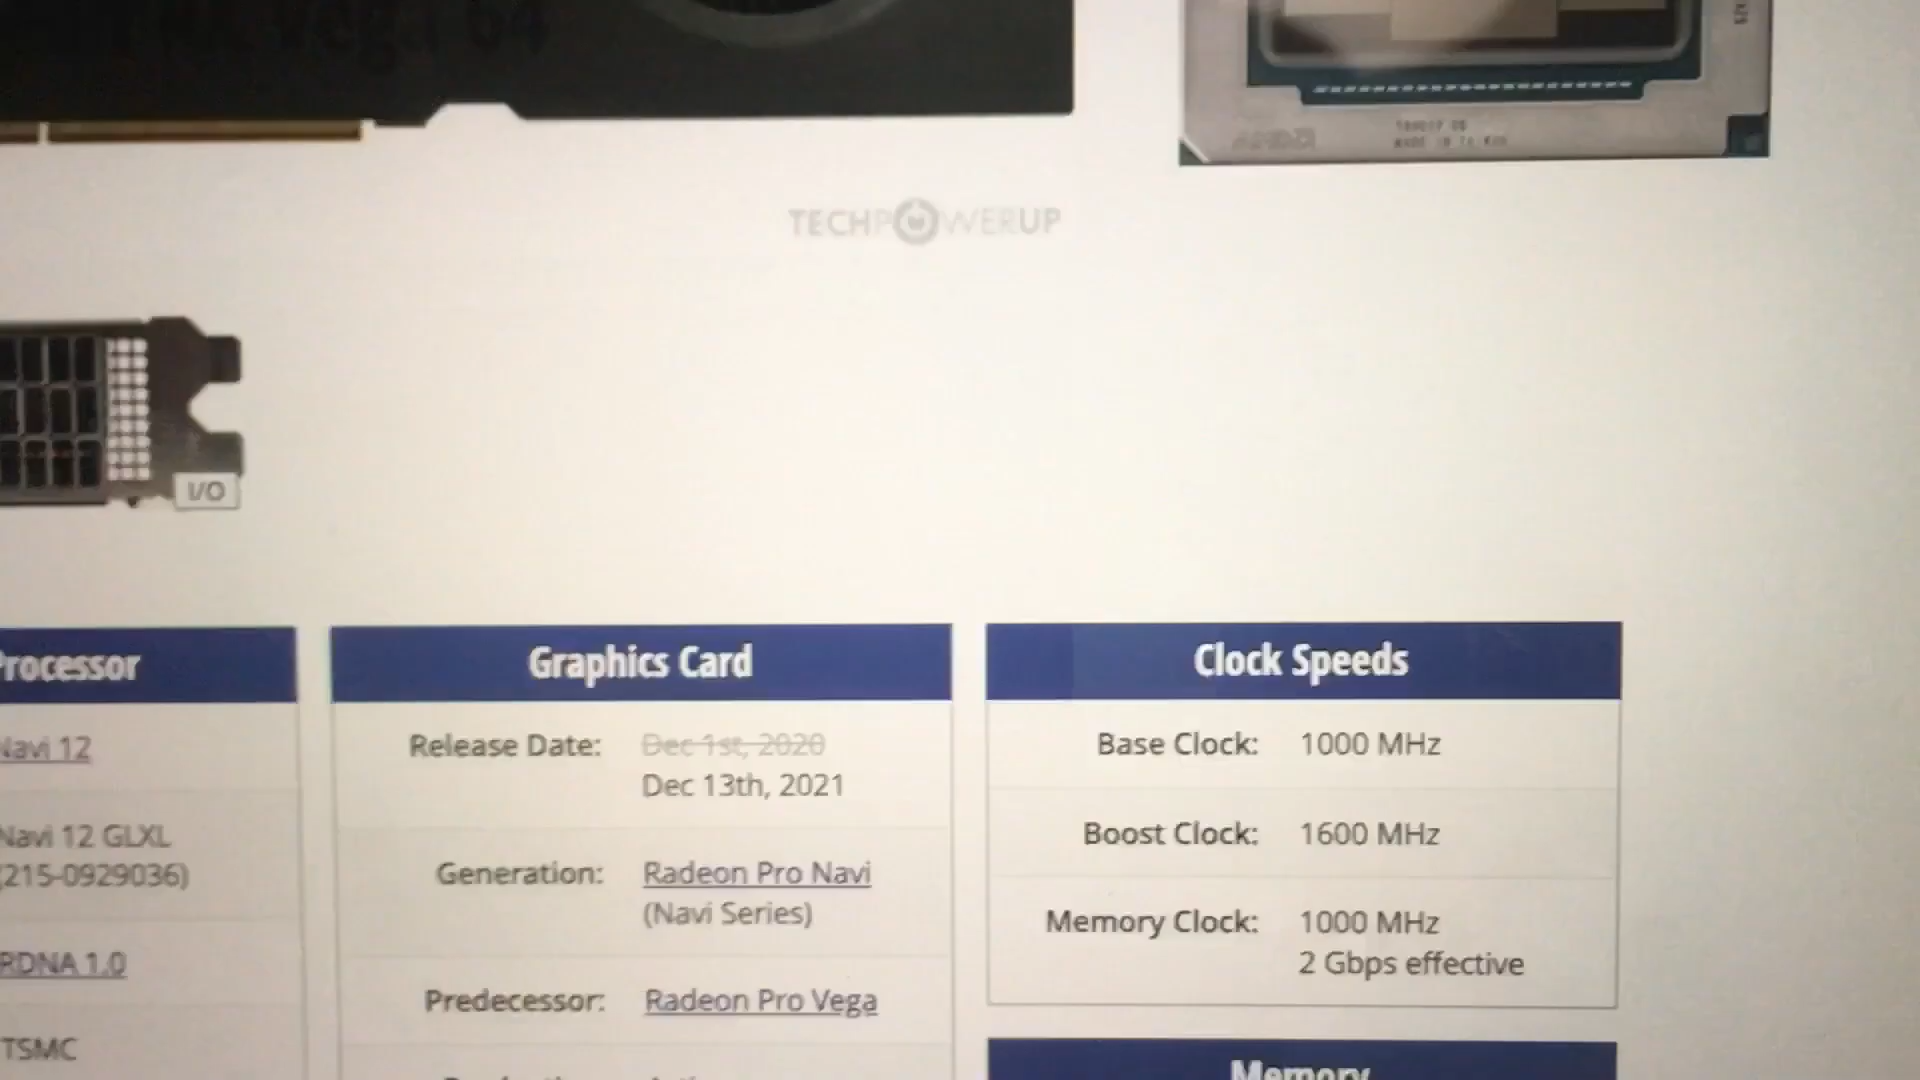 TECHPOWERUP
I/O
Processor
Navi 12
Navi 12 GLXL
(215-0929036)
RDNA 1.0
TSMC
Graphics Card
Release Date: Dec 1st, 2020
Dec 13th, 2021
Generation: Radeon Pro Navi
(Navi Series)
Predecessor: Radeon Pro Vega
Clock Speeds
Base Clock: 1000 MHz
Boost Clock: 1600 MHz
Memory Clock: 1000 MHz
2 Gbps effective
Memory